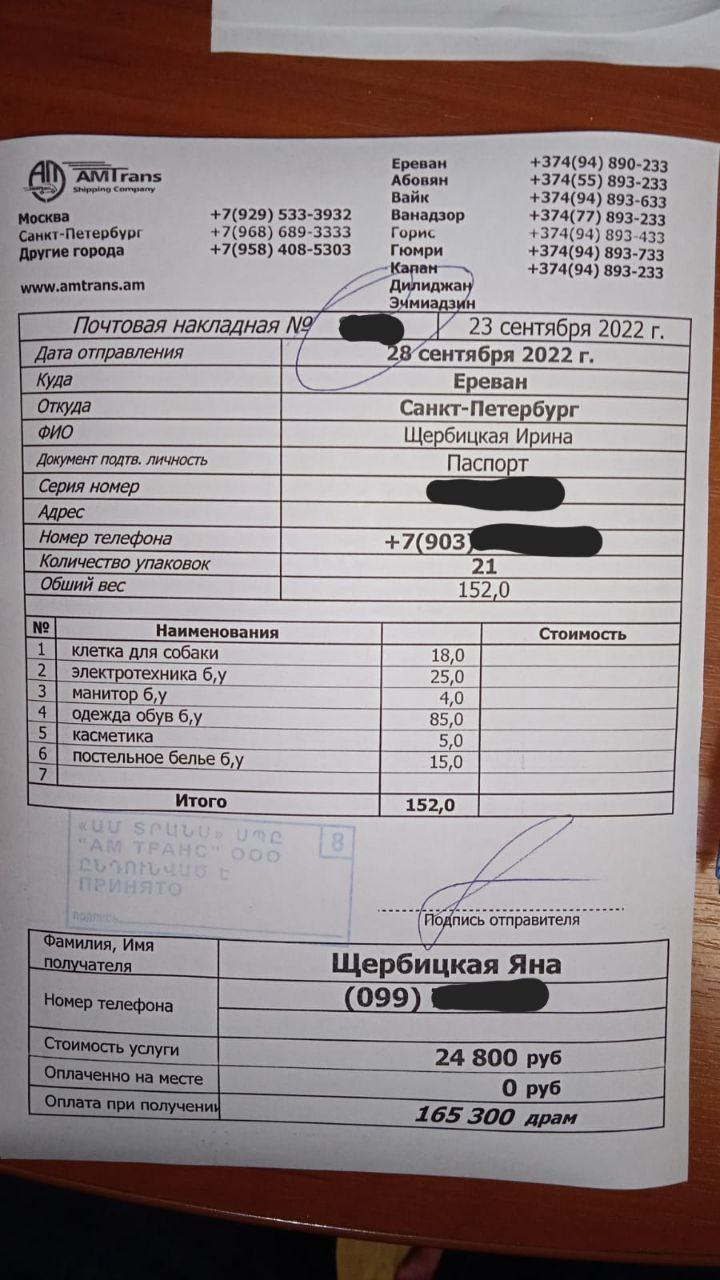 AM AMTrans
Shipping Company
Москва +7(929) 533-3932
Санкт-Петербург +7(968) 689-3333
Другие города +7(958) 408-5303
www.amtrans.am
Ереван +374(94) 890-233
Абовян +374(55) 893-233
Вайк +374(94) 893-633
Ванадзор +374(77) 893-233
Горис +374(94) 893-433
Гюмри +374(94) 893-733
Капан +374(94) 893-233
Дилиджан
Эчмиадзин
Почтовая накладная № 23 сентября 2022 г.
Дата отправления 28 сентября 2022 г.
Куда Ереван
Откуда Санкт-Петербург
ФИО Щербицкая Ирина
Документ подтв. личность Паспорт
Серия номер
Адрес
Номер телефона +7(903)
Количество упаковок 21
Обший вес 152,0
№ Наименования Стоимость
1 клетка для собаки 18,0
2 электротехника б,у 25,0
3 манитор б,у 4,0
4 одежда обув б,у 85,0
5 касметика 5,0
6 постельное белье б,у 15,0
7
Итого 152,0
«ԱՄ ՏՐԱՆՍ» ՍՊԸ 8
"АМ ТРАНС" ООО
ԸՆԴՈՒՆՎԱԾ Է
ПРИНЯТО
подпись
Подпись отправителя
Фамилия, Имя
получателя Щербицкая Яна
Номер телефона (099)
Стоимость услуги 24 800 руб
Оплаченно на месте 0 руб
Оплата при получени 165 300 драм